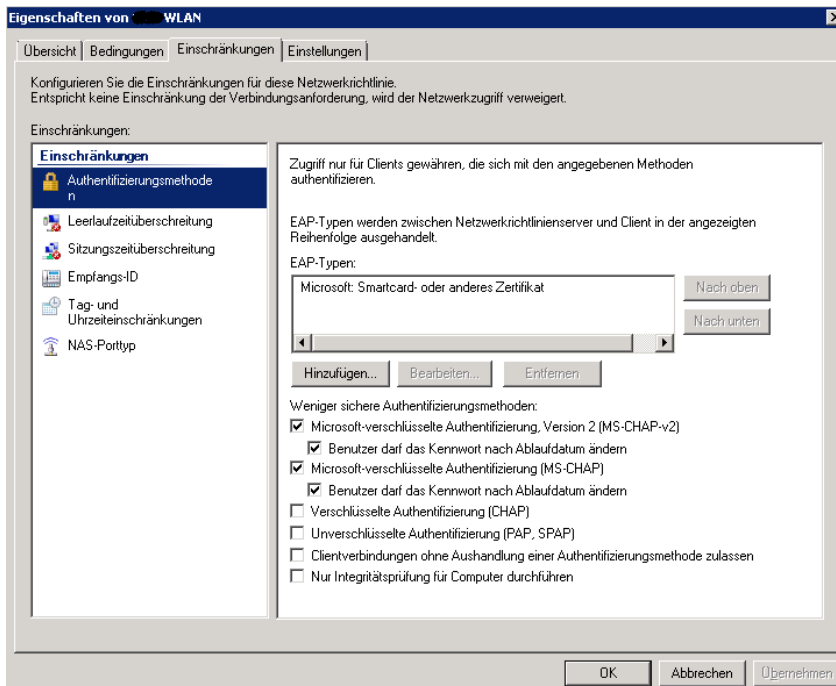 Eigenschaften von WLAN
Übersicht Bedingungen Einschränkungen Einstellungen
Konfigurieren Sie die Einschränkungen für diese Netzwerkrichtlinie.
Entspricht keine Einschränkung der Verbindungsanforderung, wird der Netzwerkzugriff verweigert.
Einschränkungen:
Einschränkungen
Authentifizierungsmethode
n
Leerlaufzeitüberschreitung
Sitzungszeitüberschreitung
Empfangs-ID
Tag- und
Uhrzeiteinschränkungen
NAS-Porttyp
Zugriff nur für Clients gewähren, die sich mit den angegebenen Methoden
authentifizieren.
EAP-Typen werden zwischen Netzwerkrichtlinienserver und Client in der angezeigten
Reihenfolge ausgehandelt.
EAP-Typen:
Microsoft: Smartcard- oder anderes Zertifikat
Nach oben
Nach unten
Hinzufügen... Bearbeiten... Entfernen
Weniger sichere Authentifizierungsmethoden:
Microsoft-verschlüsselte Authentifizierung, Version 2 (MS-CHAP-v2)
Benutzer darf das Kennwort nach Ablaufdatum ändern
Microsoft-verschlüsselte Authentifizierung (MS-CHAP)
Benutzer darf das Kennwort nach Ablaufdatum ändern
Verschlüsselte Authentifizierung (CHAP)
Unverschlüsselte Authentifizierung (PAP, SPAP)
Clientverbindungen ohne Aushandlung einer Authentifizierungsmethode zulassen
Nur Integritätsprüfung für Computer durchführen
OK Abbrechen Übernehmen